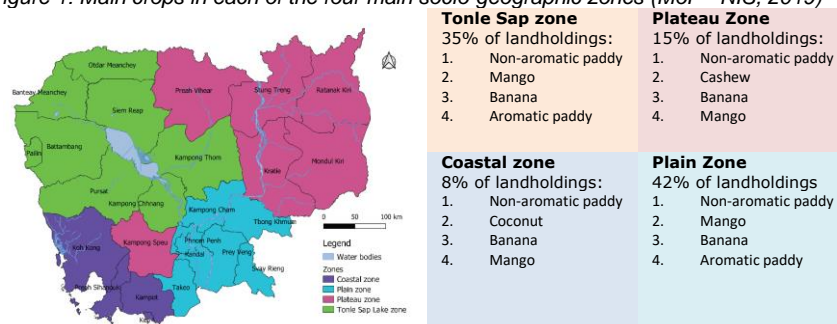 Figure 1: Main crops in each of the four main socio-geographic zones (MoP – NIS, 2019)
Otdar Meanchey
Preah Vihear
Stung Treng
Ratanak Kiri
Banteay Meanchey
Siem Reap
Battambang
Pailin
Kampong Thom
Kratie
Mondul Kiri
Pursat
Kampong Chhnang
Kampong Cham
Tbong Khmum
Koh Kong
Kampong Speu
Phnom Penh
Kandal
Prey Veng
Svay Rieng
Preah Sihanouk
Kampot
Takeo
Kep
0 50 100 km
Legend
Water bodies
Zones
Coastal zone
Plain zone
Plateau zone
Tonle Sap Lake zone
Tonle Sap zone
35% of landholdings:
1. Non-aromatic paddy
2. Mango
3. Banana
4. Aromatic paddy
Plateau Zone
15% of landholdings:
1. Non-aromatic paddy
2. Cashew
3. Banana
4. Mango
Coastal zone
8% of landholdings:
1. Non-aromatic paddy
2. Coconut
3. Banana
4. Mango
Plain Zone
42% of landholdings
1. Non-aromatic paddy
2. Mango
3. Banana
4. Aromatic paddy